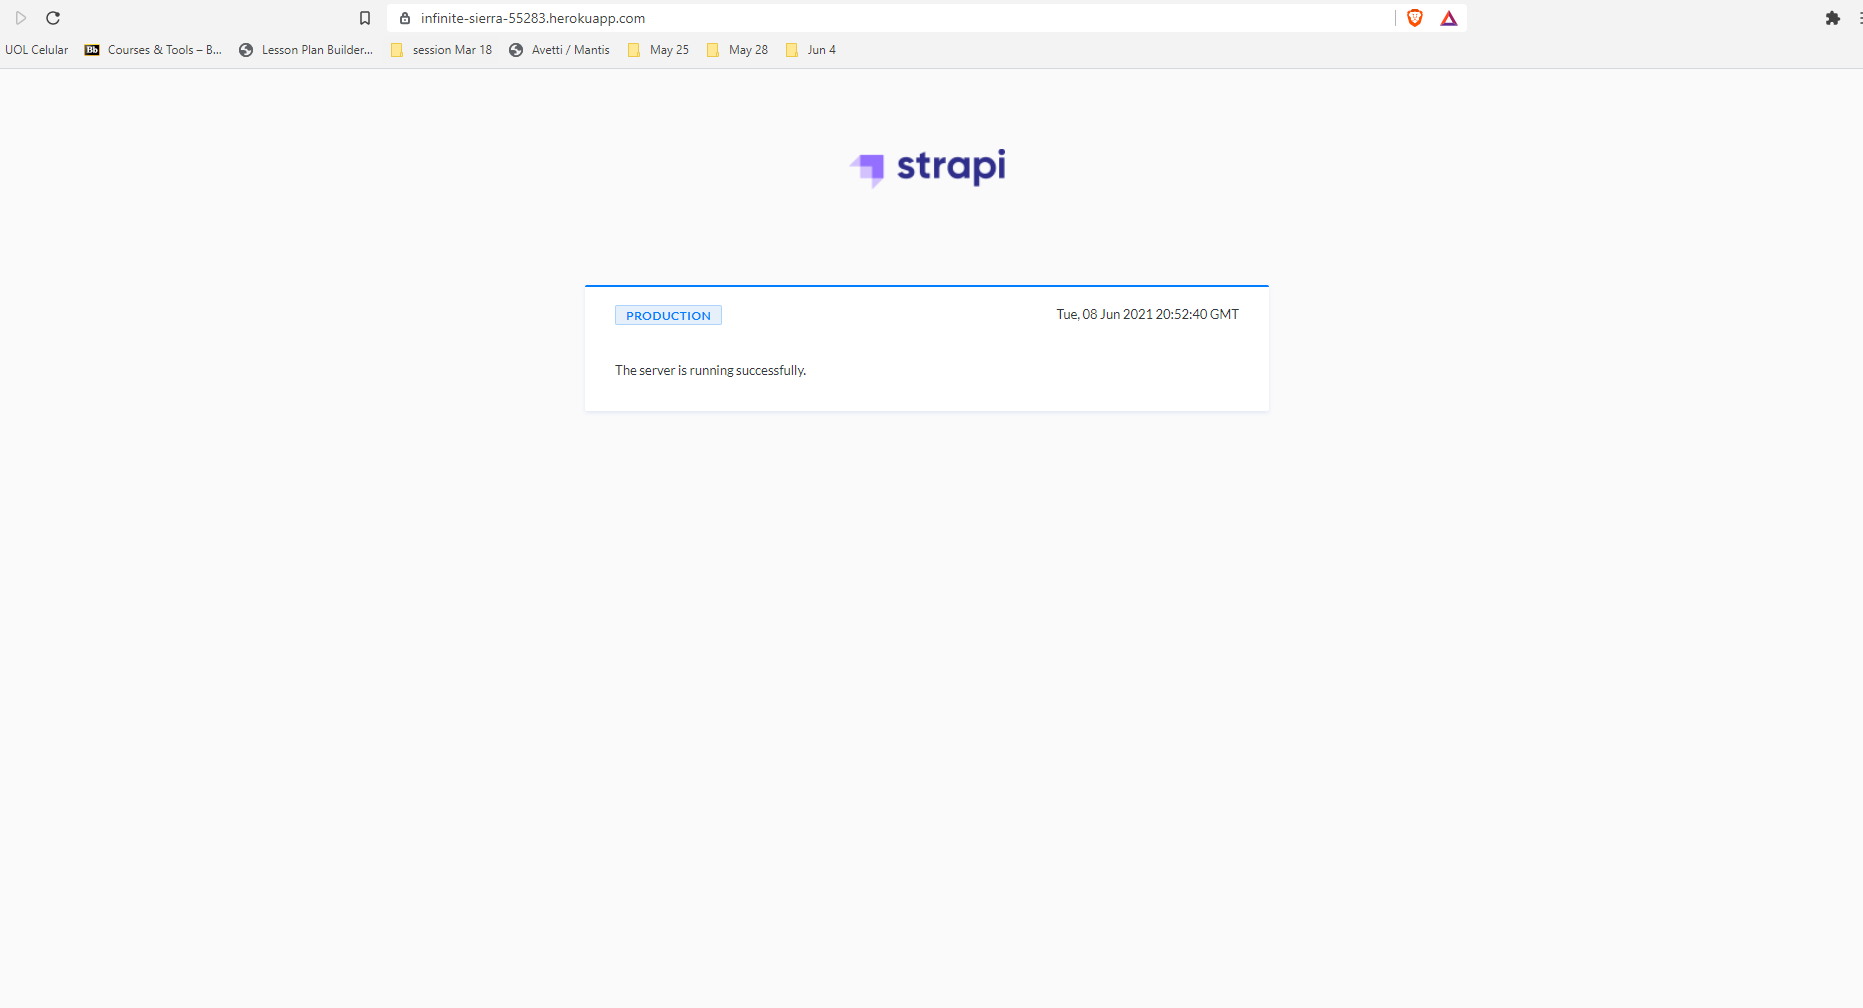 infinite-sierra-55283.herokuapp.com
UOL Celular Bb Courses & Tools – B... Lesson Plan Builder... session Mar 18 Avetti / Mantis May 25 May 28 Jun 4
strapi
PRODUCTION Tue, 08 Jun 2021 20:52:40 GMT
The server is running successfully.